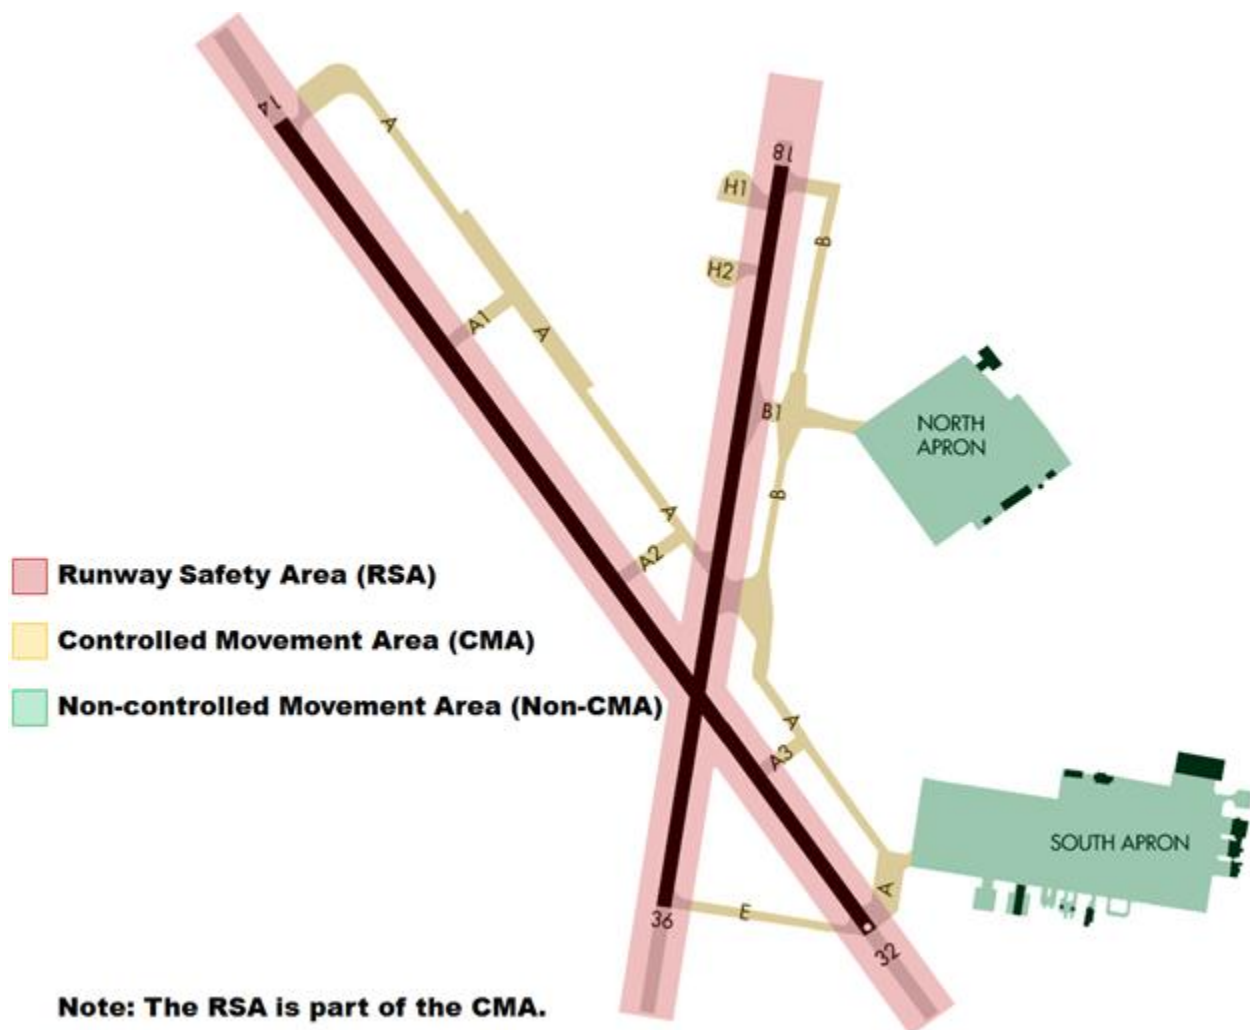 14
A
18
H1
B
H2
A1
A
B1
NORTH
APRON
B
A
A2
Runway Safety Area (RSA)
Controlled Movement Area (CMA)
Non-controlled Movement Area (Non-CMA)
A
A3
SOUTH APRON
A
E
36
32
Note: The RSA is part of the CMA.